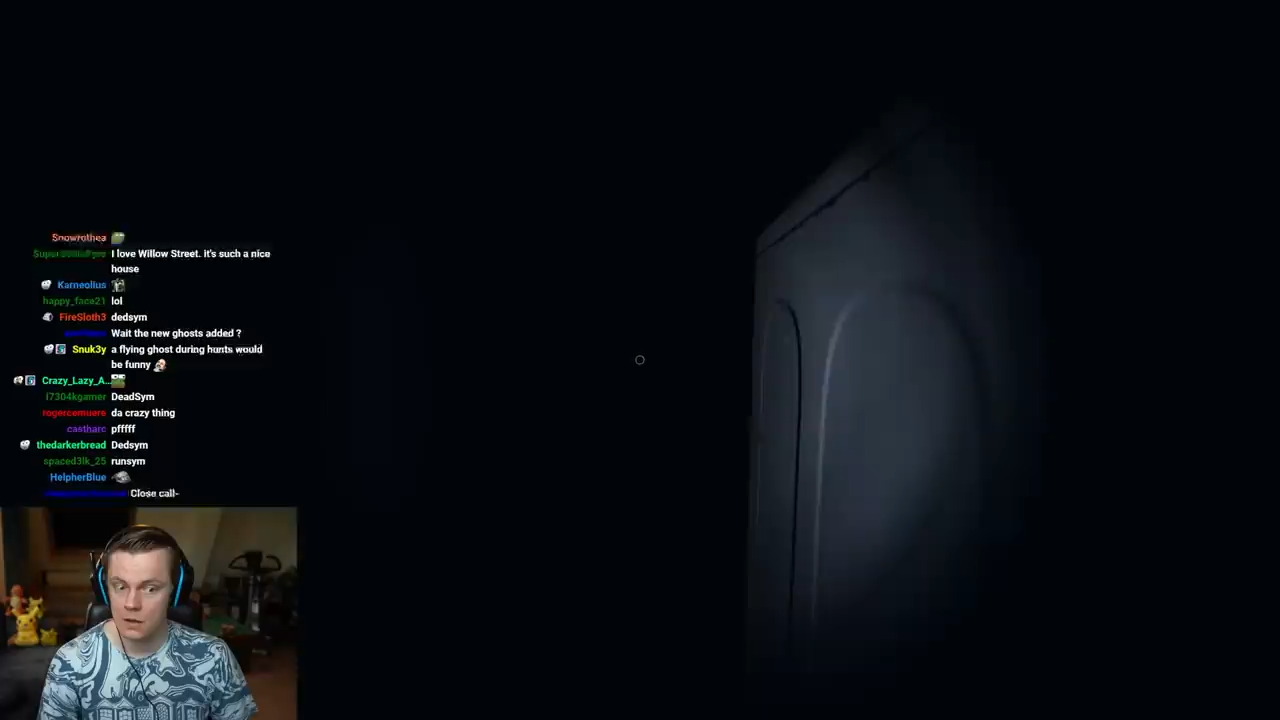 Snowrothea
I love Willow Street. it's such a nice
house
Karneolius
happy_face21 lol
FireSloth3 dedsym
Wait the new ghosts added ?
Snuk3y a flying ghost during hunts would
be funny
Crazy_Lazy_A...
i7304kgamer DeadSym
rogercemuere da crazy thing
castharc pfffff
thedarkerbread Dedsym
spaced3lk_25 runsym
HelpherBlue
Close call-